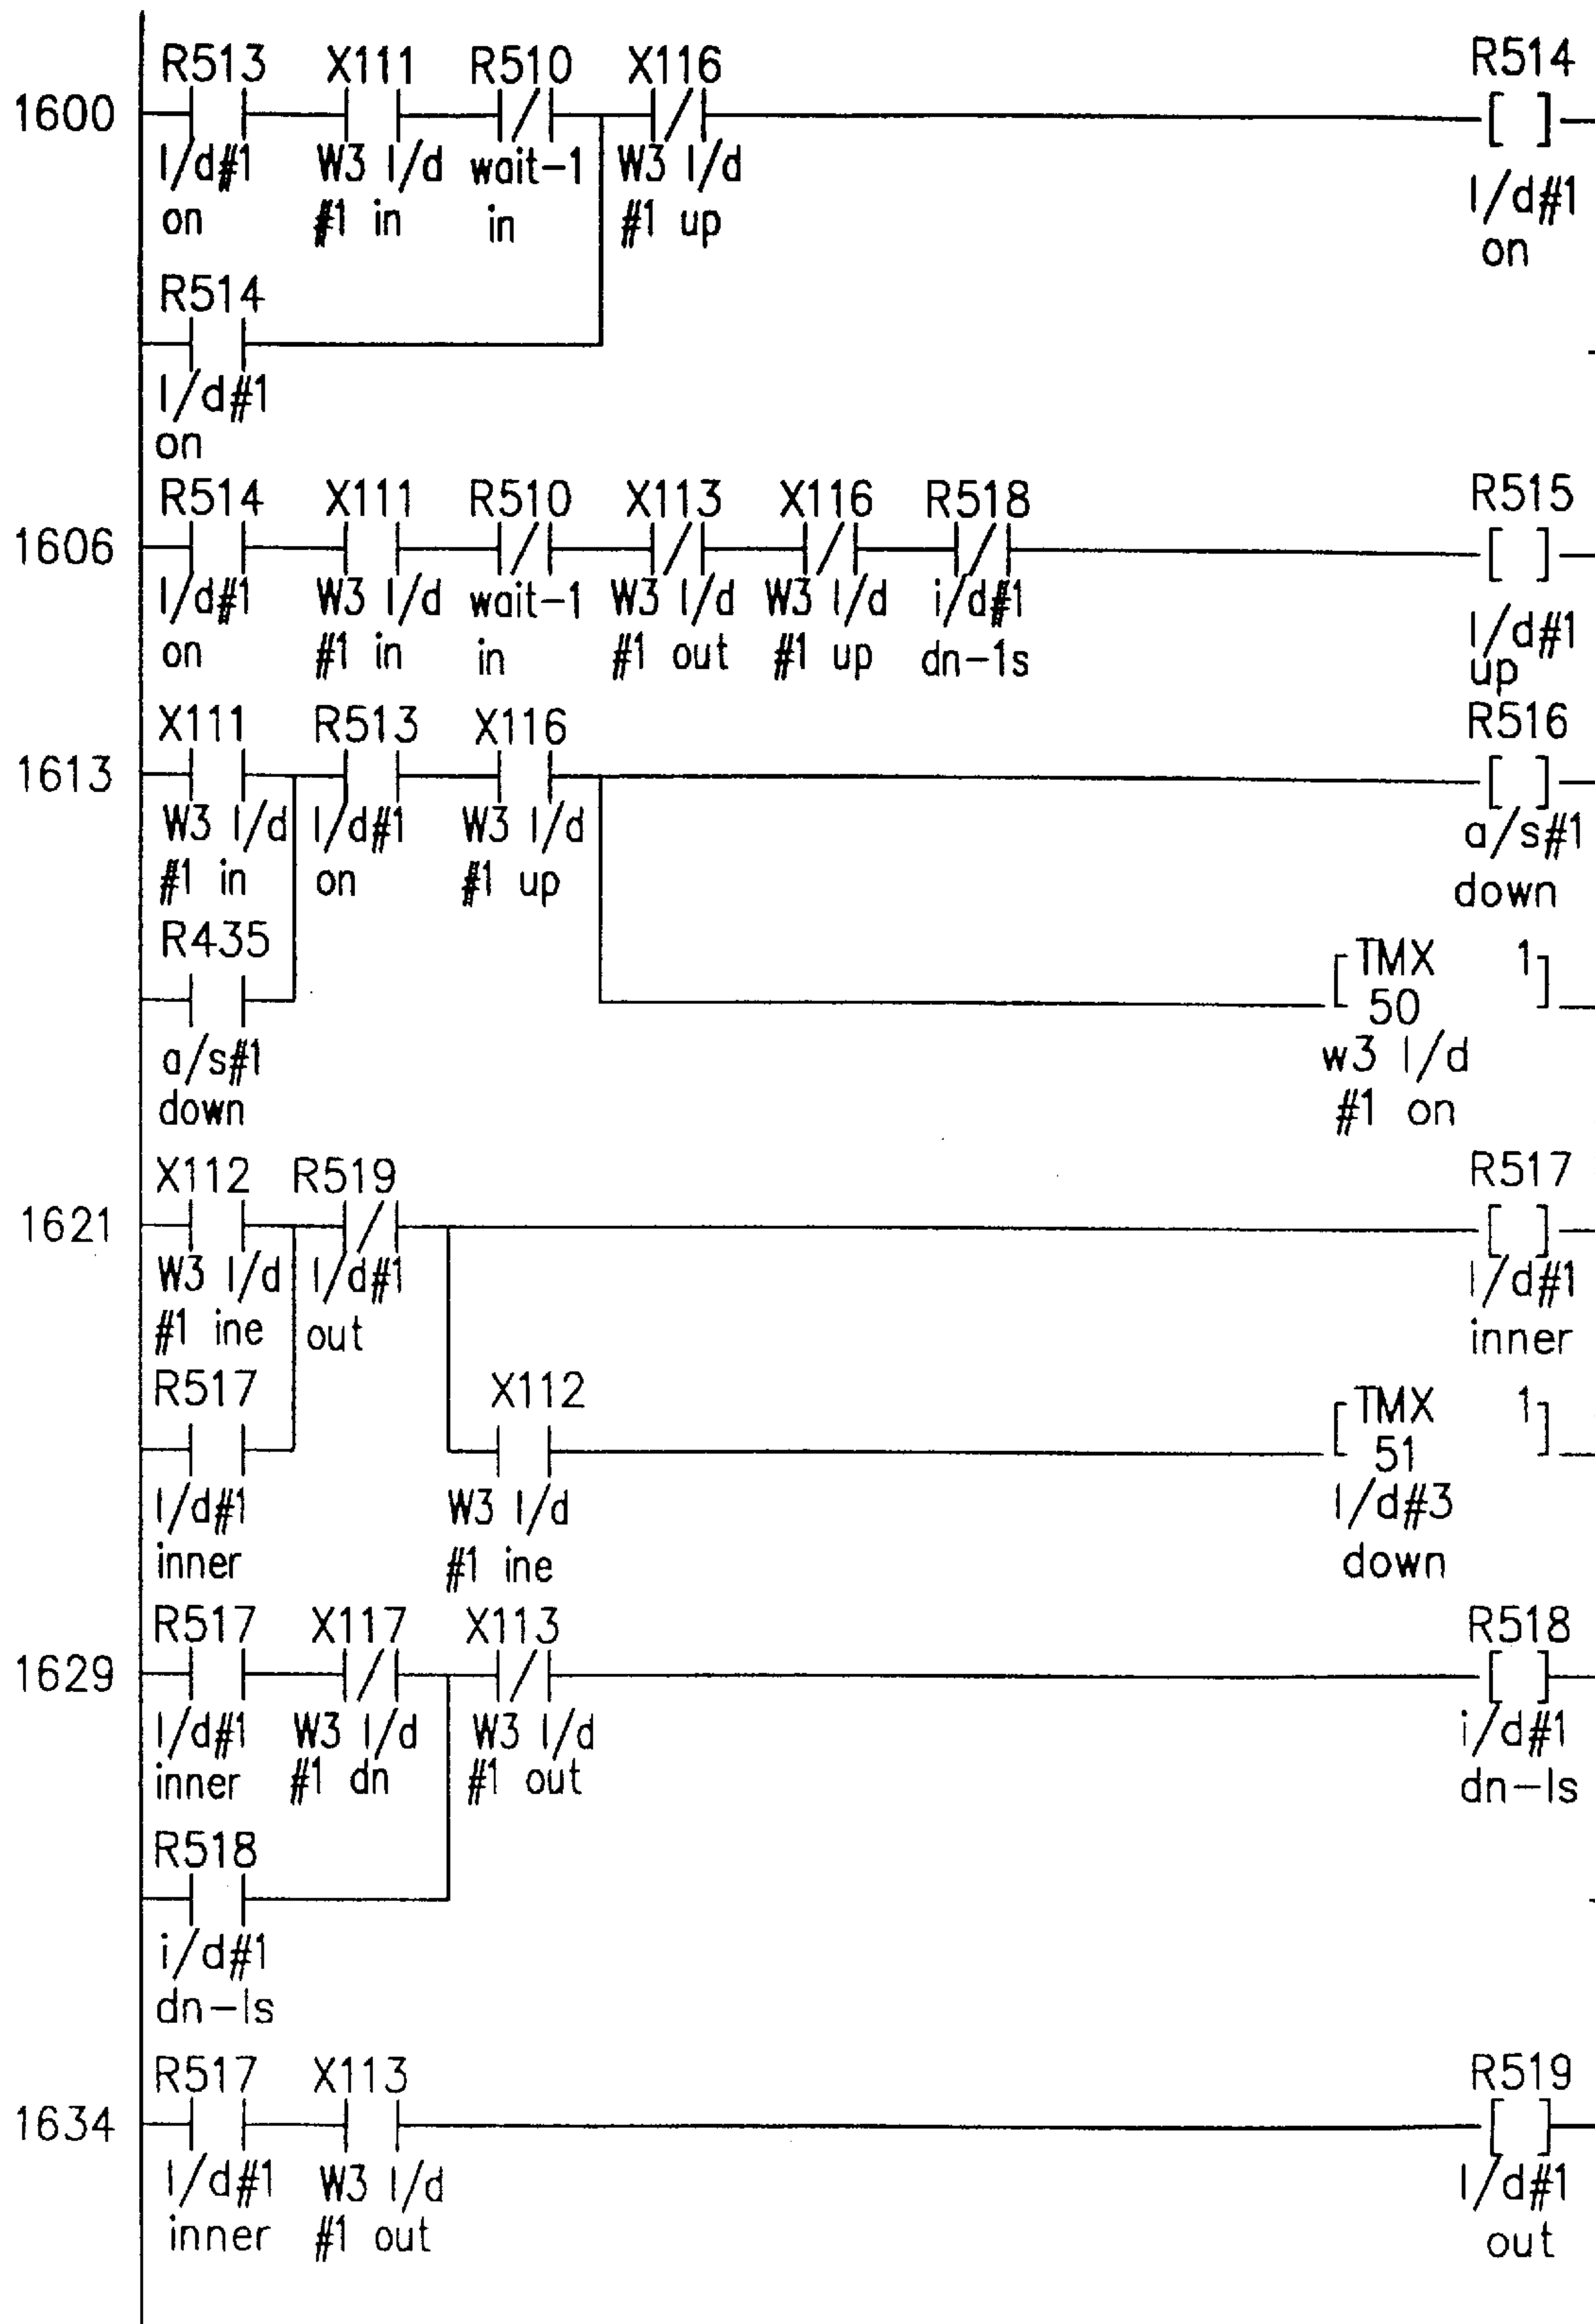 R513 X111 R510 X116 R514
1600
l/d#1 W3 l/d wait-1 W3 l/d l/d#1
on #1 in in #1 up on
R514
l/d#1
on
R514 X111 R510 X113 X116 R518 R515
1606
l/d#1 W3 l/d wait-1 W3 l/d W3 l/d i/d#1 l/d#1
on #1 in in #1 out #1 up dn-1s up
X111 R513 X116 R516
1613
W3 l/d l/d#1 W3 l/d a/s#1
#1 in on #1 up down
R435 TMX 1
50
a/s#1 w3 l/d
down #1 on
X112 R519 R517
1621
W3 l/d l/d#1 l/d#1
#1 ine out inner
R517 X112 TMX 1
51
l/d#1 W3 l/d l/d#3
inner #1 ine down
R517 X117 X113 R518
1629
l/d#1 W3 l/d W3 l/d i/d#1
inner #1 dn #1 out dn-ls
R518
i/d#1
dn-ls
R517 X113 R519
1634
l/d#1 W3 l/d l/d#1
inner #1 out out